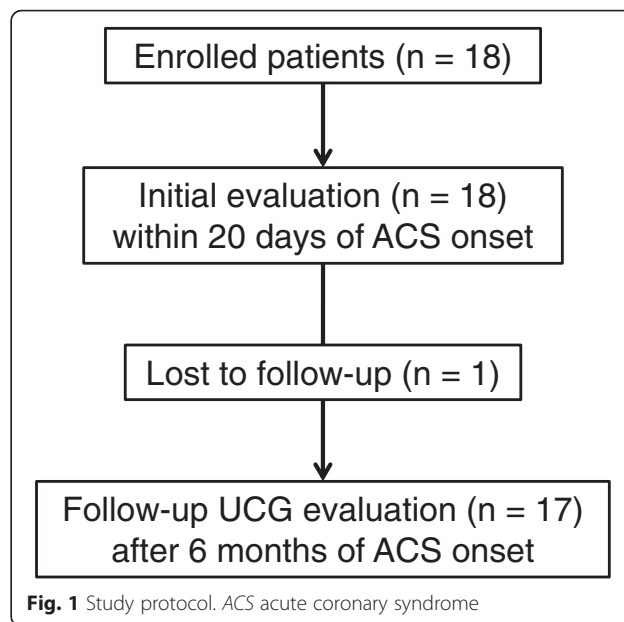 Enrolled patients (n = 18)
Initial evaluation (n = 18)
within 20 days of ACS onset
Lost to follow-up (n = 1)
Follow-up UCG evaluation (n = 17)
after 6 months of ACS onset
Fig. 1 Study protocol. ACS acute coronary syndrome